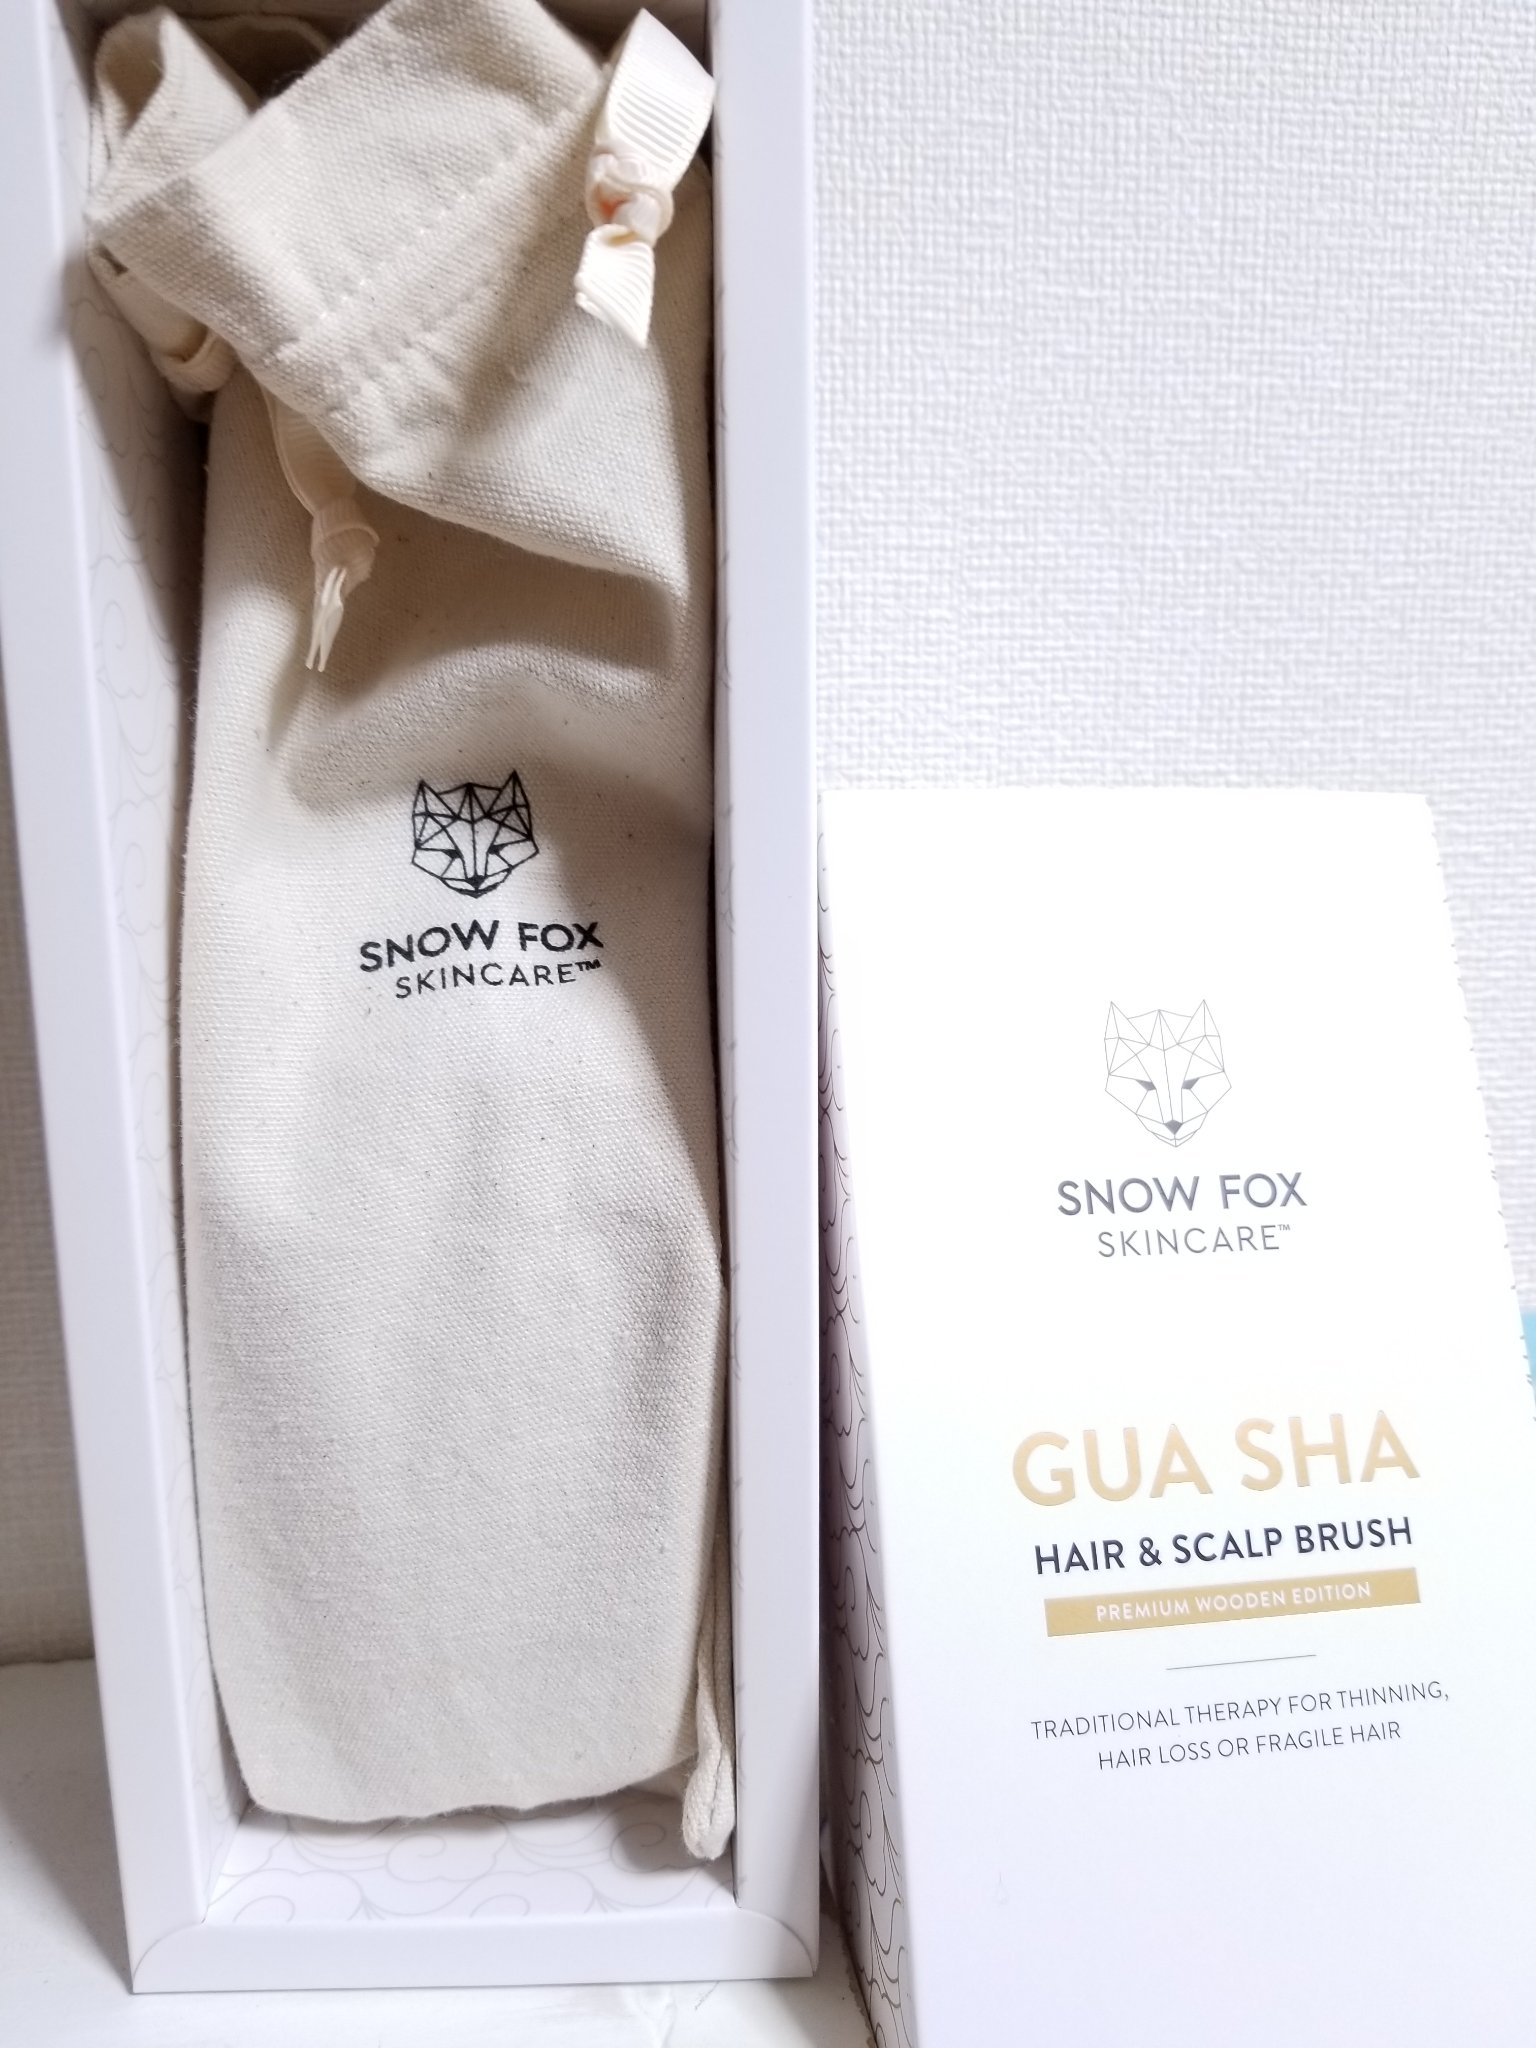 SNOW FOX
SKINCARE™
SNOW FOX
SKINCARE™
GUA SHA
HAIR & SCALP BRUSH
PREMIUM WOODEN EDITION
TRADITIONAL THERAPY FOR THINNING,
HAIR LOSS OR FRAGILE HAIR